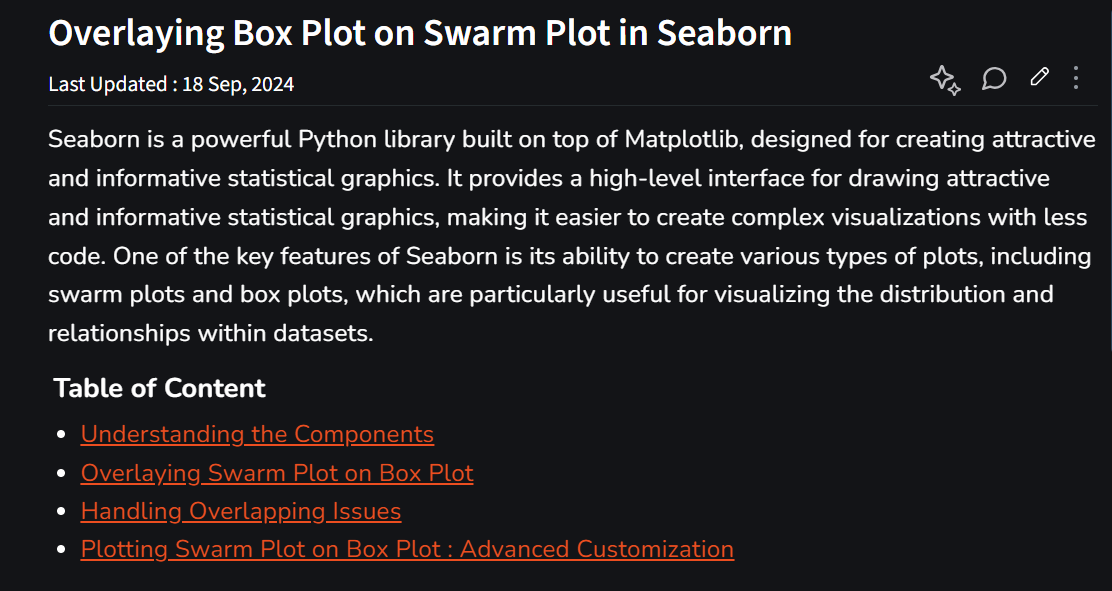 Overlaying Box Plot on Swarm Plot in Seaborn
Last Updated : 18 Sep, 2024
Seaborn is a powerful Python library built on top of Matplotlib, designed for creating attractive
and informative statistical graphics. It provides a high-level interface for drawing attractive
and informative statistical graphics, making it easier to create complex visualizations with less
code. One of the key features of Seaborn is its ability to create various types of plots, including
swarm plots and box plots, which are particularly useful for visualizing the distribution and
relationships within datasets.
Table of Content
Understanding the Components
Overlaying Swarm Plot on Box Plot
Handling Overlapping Issues
Plotting Swarm Plot on Box Plot : Advanced Customization